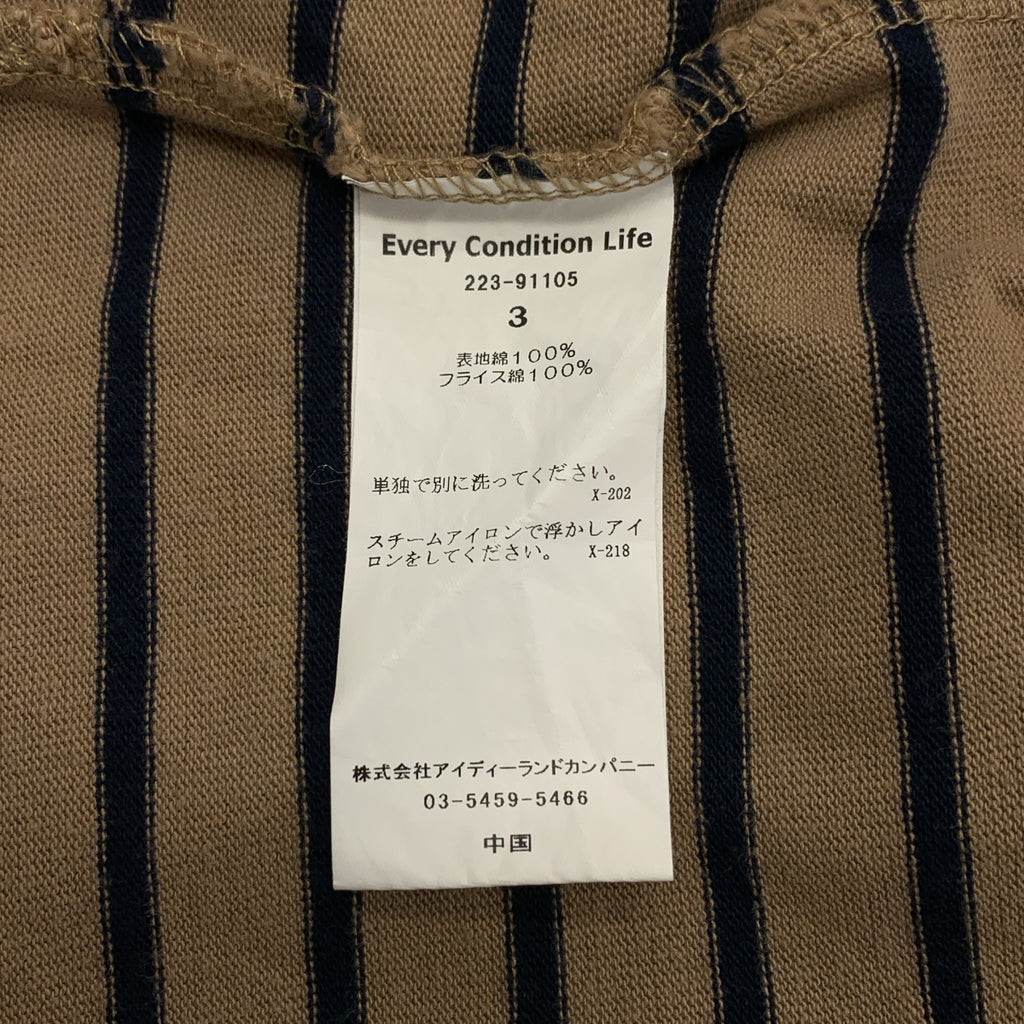 Every Condition Life
223-91105
3
表地綿100%
フライス綿100%
単独で別に洗ってください。
X-202
スチームアイロンで浮かしアイ
ロンをしてください。 X-218
株式会社アイディーランドカンパニー
03-5459-5466
中国